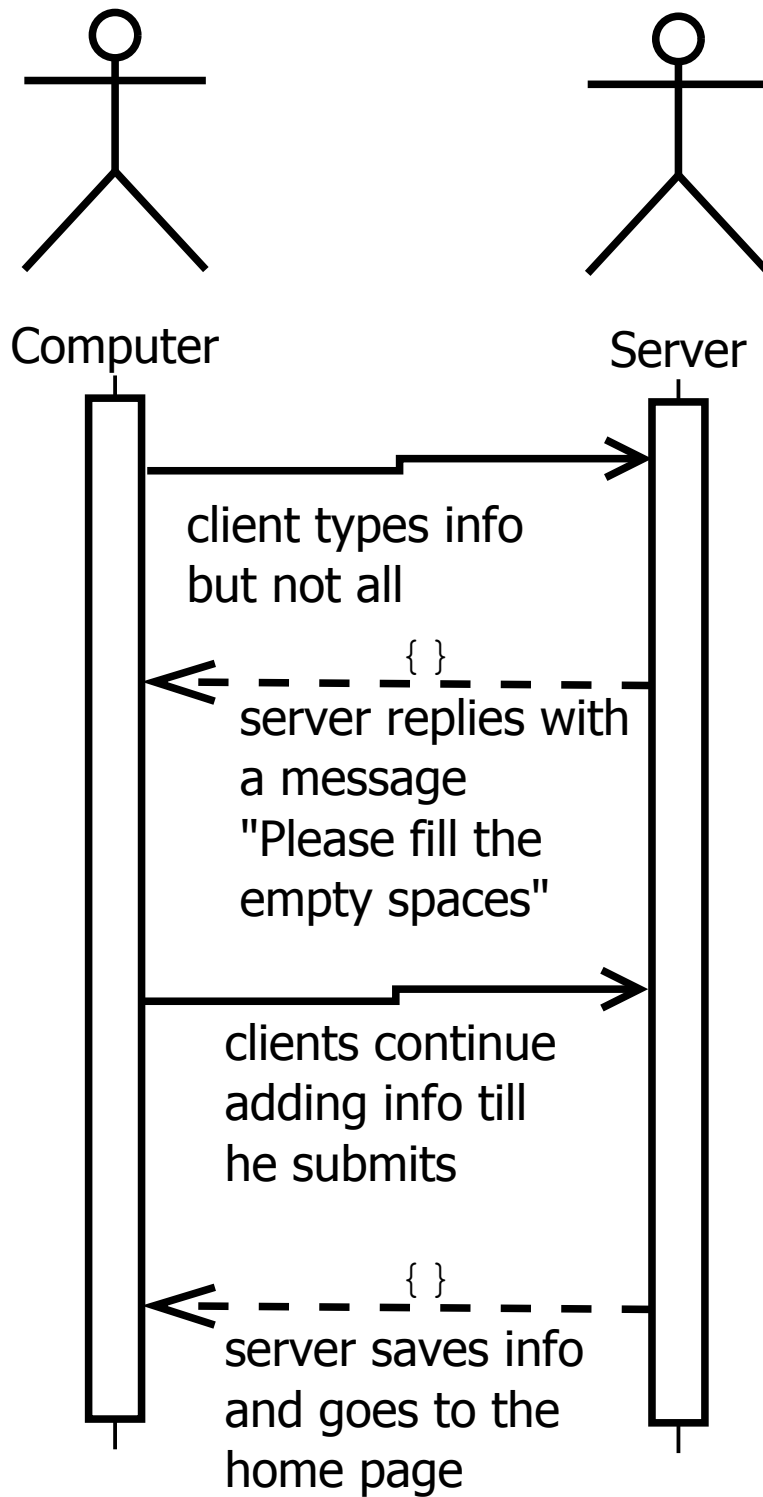 Computer
Server
client types info
but not all
{ }
server replies with
a message
"Please fill the
empty spaces"
clients continue
adding info till
he submits
{ }
server saves info
and goes to the
home page